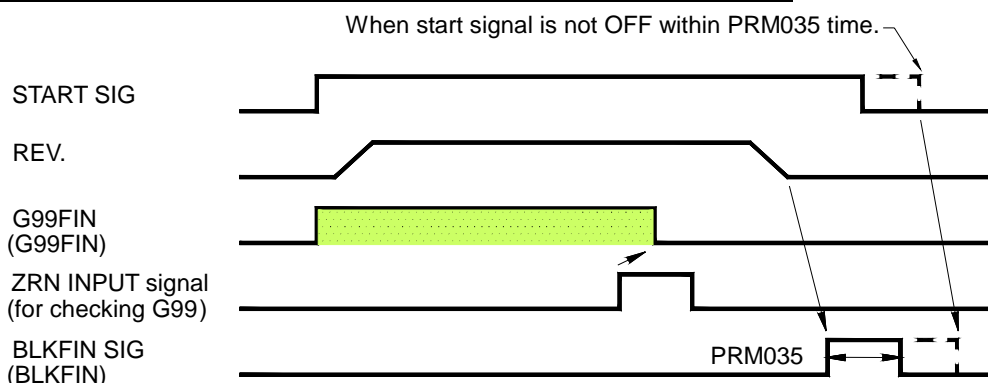 When start signal is not OFF within PRM035 time.
START SIG
REV.
G99FIN
(G99FIN)
ZRN INPUT signal
(for checking G99)
BLKFIN SIG
(BLKFIN)
PRM035